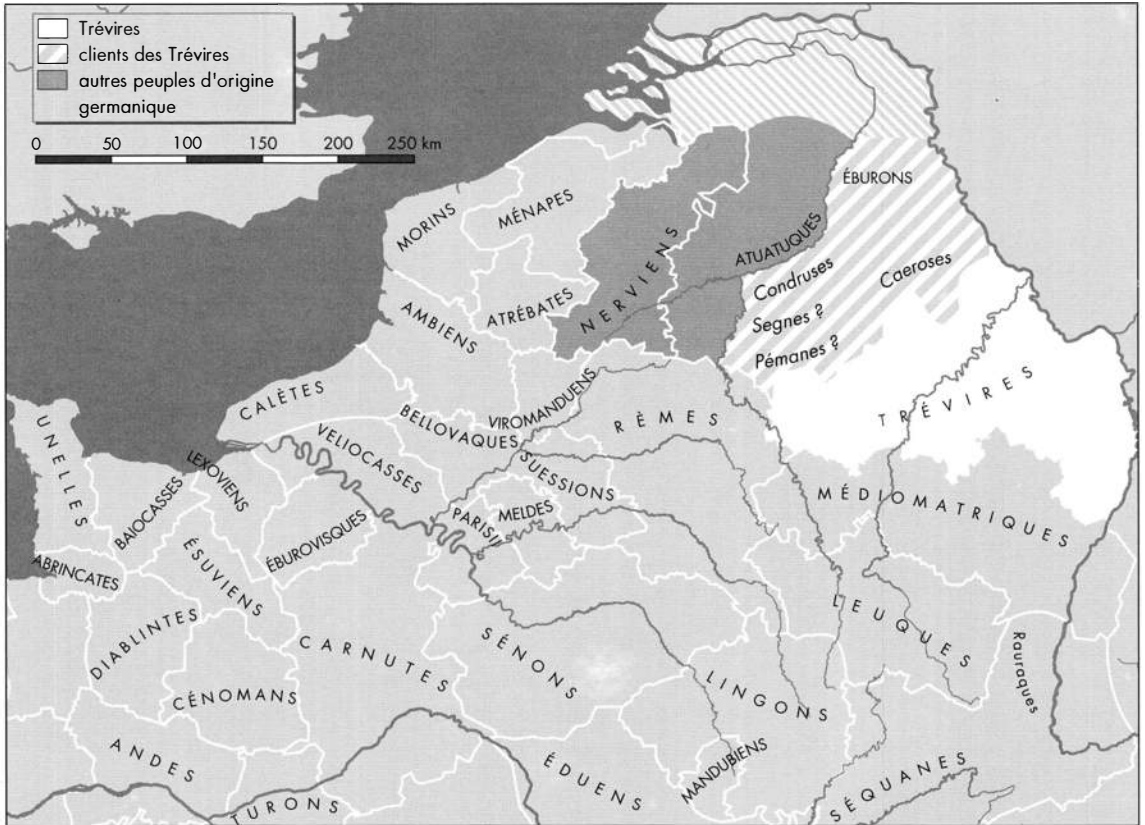 Trévires
clients des Trévires
autres peuples d'origine
germanique
0 50 100 150 200 250 km
ÉBURONS
MORINS
MÉNAPES
ATUATUQUES
NERVIENS
Condruses
Caeroses
Segnes ?
Pémanes ?
ATRÉBATES
AMBIENS
CALÈTES
VIROMANDUENS
TRÉVIRES
RÈMES
BELLOVAQUES
UNELLES
VELIOCASSES
LEXOVIENS
SUESSIONS
BAIOCASSES
MÉDIOMATRIQUES
MELDES
PARISII
ÉBUROVISQUES
ÉSUVIENS
ABRINCATES
LEUQUES
DIABLINTES
CARNUTES
SÉNONS
Rauraques
CÉNOMANS
LINGONS
ANDES
ÉDUENS
MANDUBIENS
SÉQUANES
TURONS